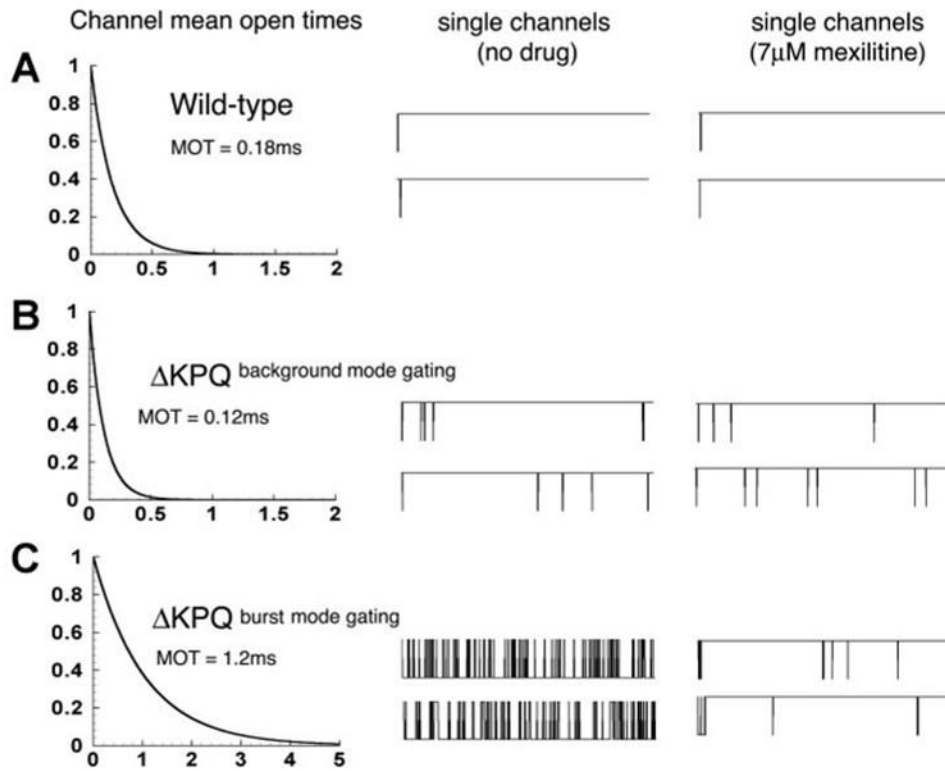 Channel mean open times
single channels
(no drug)
single channels
(7μM mexilitine)
A
1
0.8
0.6
0.4
0.2
0
0 0.5 1 1.5 2
Wild-type
MOT = 0.18ms
B
1
0.8
0.6
0.4
0.2
0
0 0.5 1 1.5 2
ΔKPQ background mode gating
MOT = 0.12ms
C
1
0.8
0.6
0.4
0.2
0
0 1 2 3 4 5
ΔKPQ burst mode gating
MOT = 1.2ms